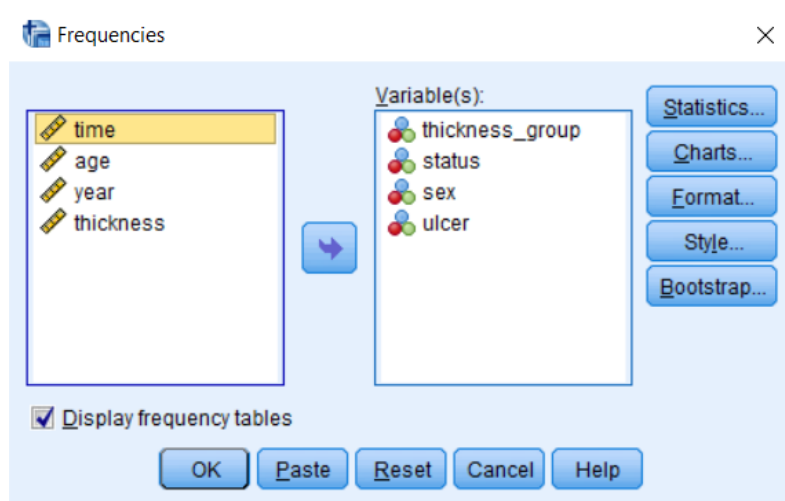 Frequencies
time
age
year
thickness
Variable(s):
thickness_group
status
sex
ulcer
Statistics...
Charts...
Format...
Style...
Bootstrap...
Display frequency tables
OK Paste Reset Cancel Help